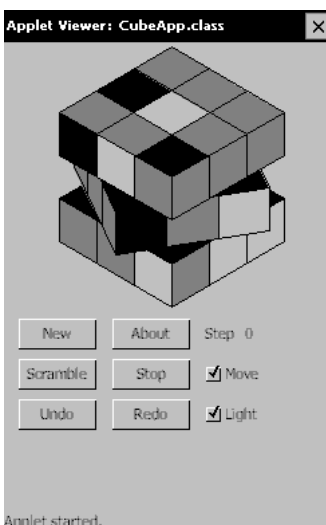 Applet Viewer: CubeApp.class
New About Step 0
Scramble Stop Move
Undo Redo Light
Applet started.